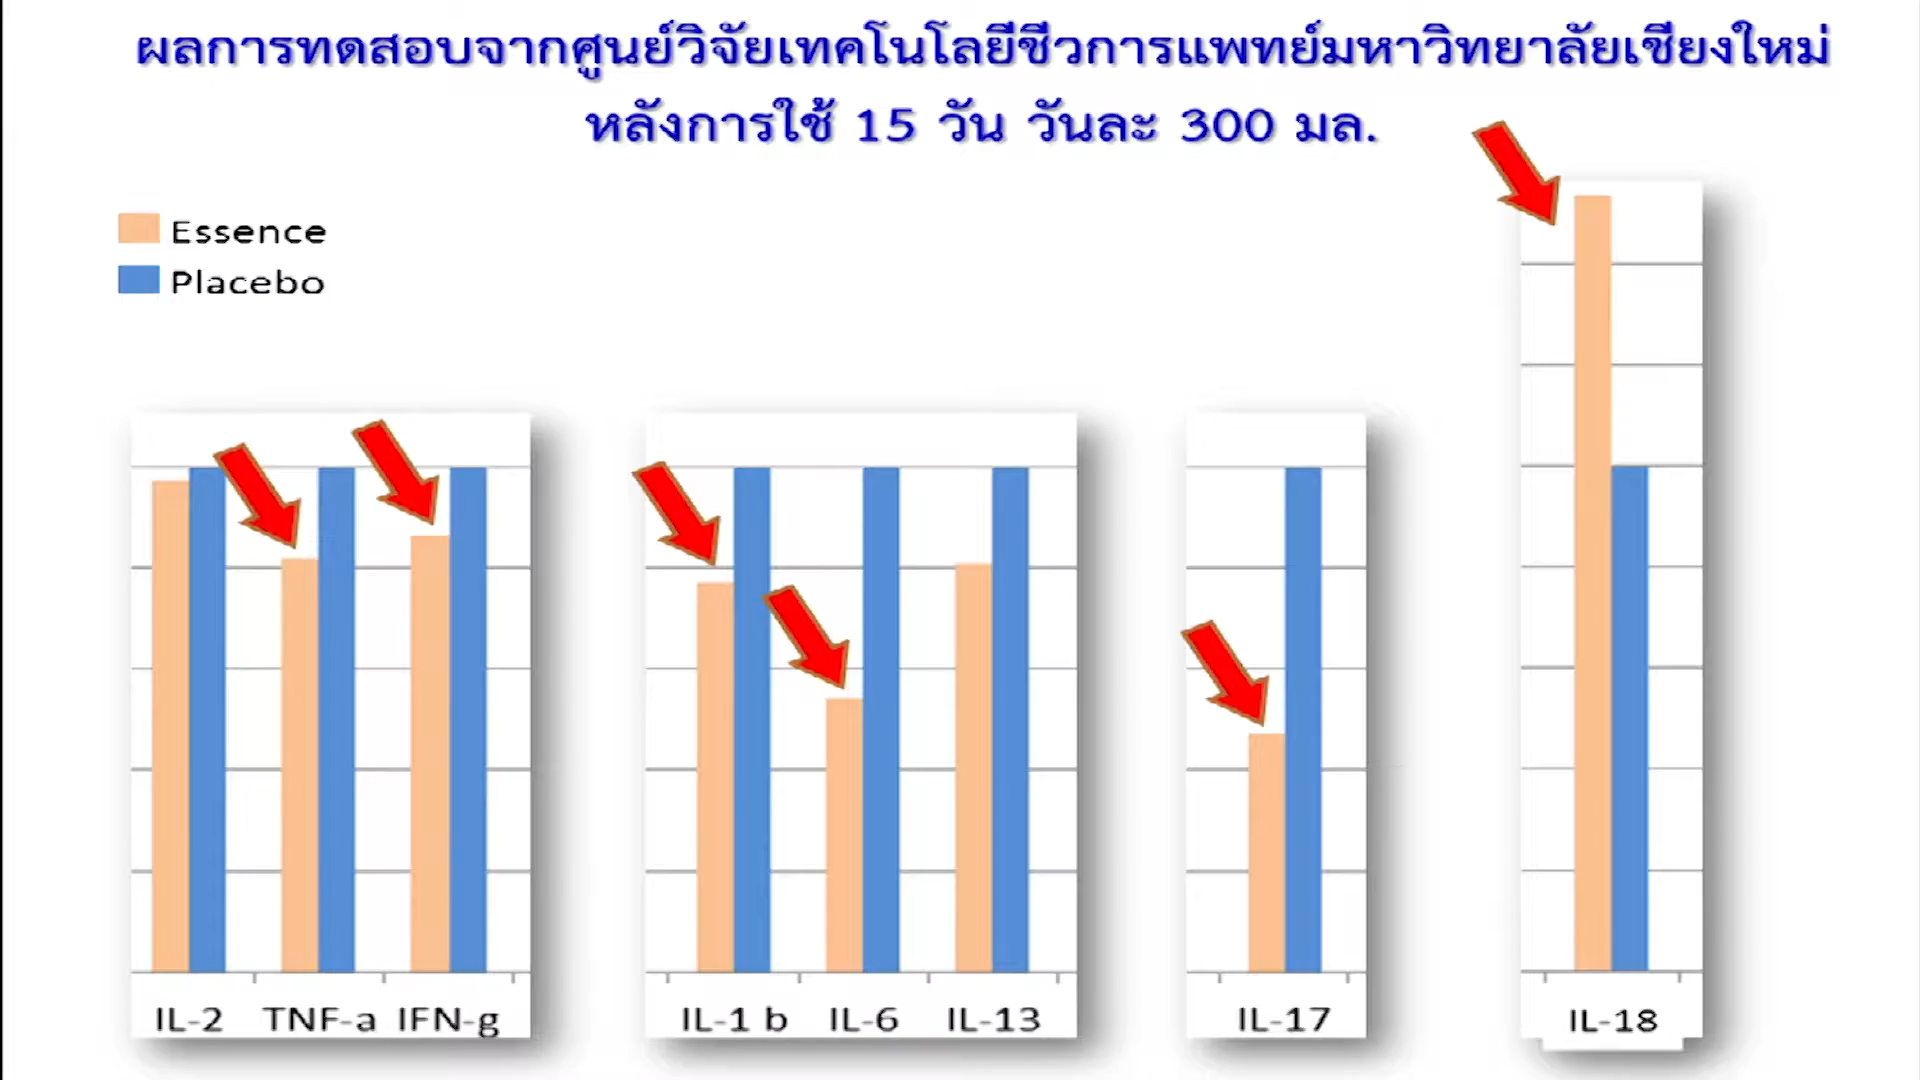 ผลการทดสอบจากศูนย์วิจัยเทคโนโลยีชีวการแพทย์มหาวิทยาลัยเชียงใหม่
หลังการใช้ 15 วัน วันละ 300 มล.
Essence
Placebo
IL-2 TNF-a IFN-g
IL-1 b IL-6 IL-13
IL-17
IL-18